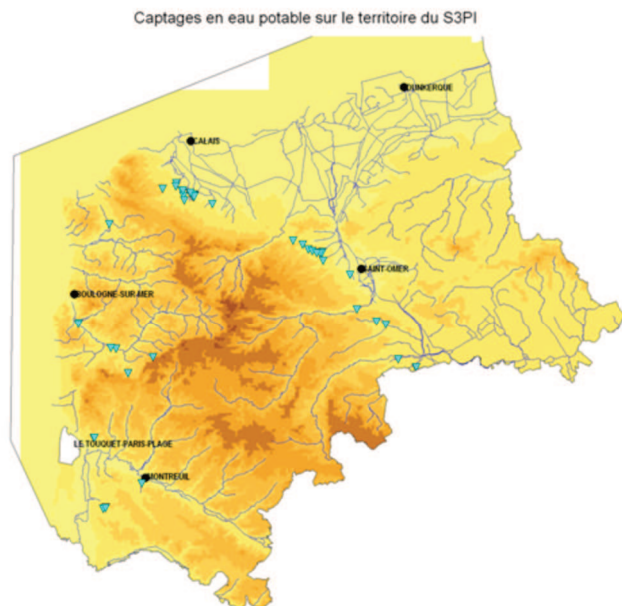 Captages en eau potable sur le territoire du S3PI
DUNKERQUE
CALAIS
SAINT-OMER
BOULOGNE-SUR-MER
LE TOUQUET-PARIS-PLAGE
MONTREUIL